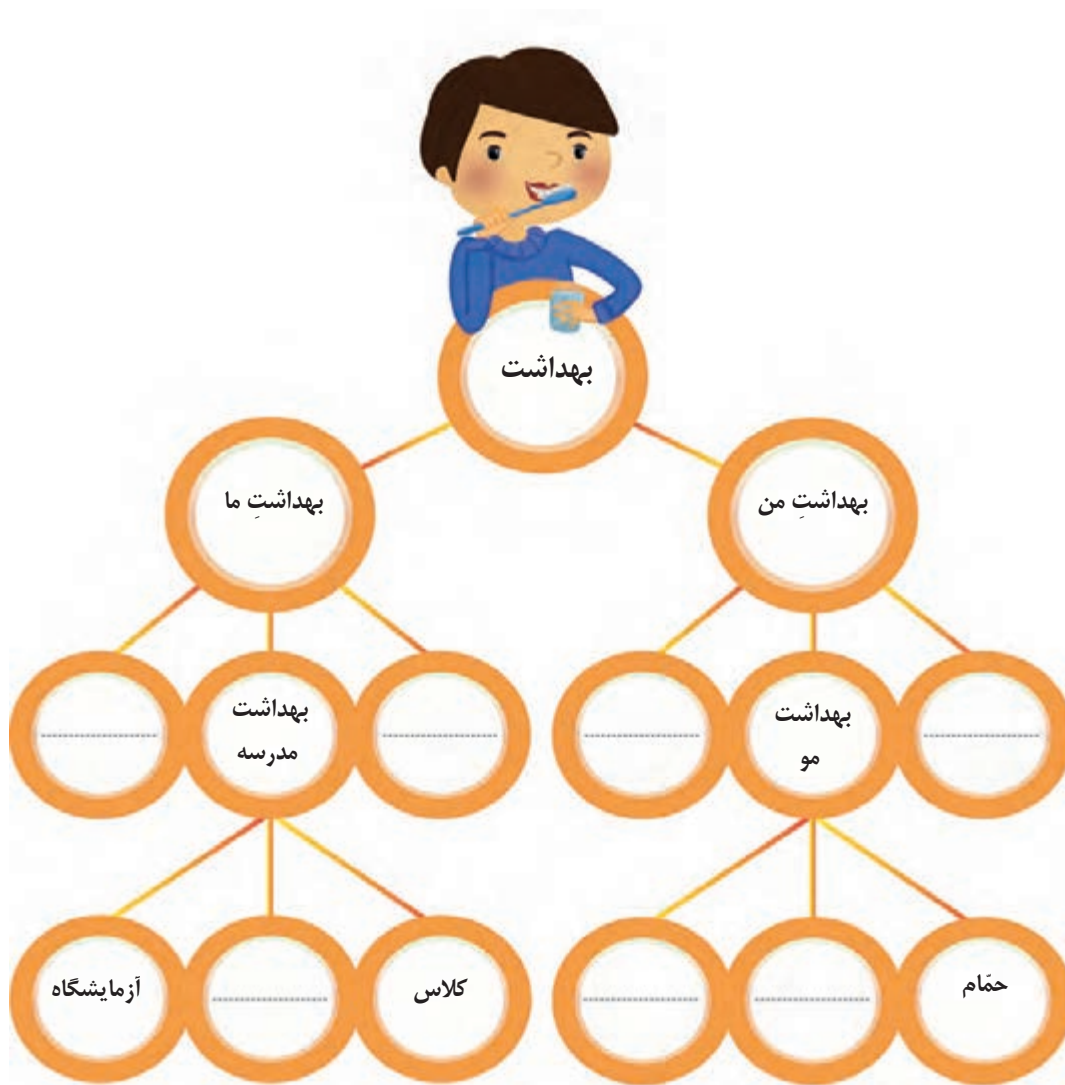 بهداشت
بهداشتِ من
بهداشتِ ما
بهداشت
مو
بهداشت
مدرسه
حمّام
کلاس
آزمایشگاه